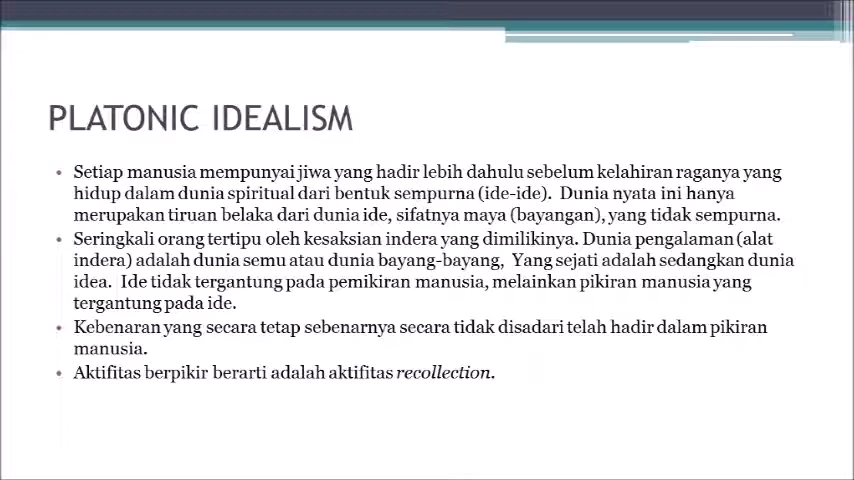 PLATONIC IDEALISM
• Setiap manusia mempunyai jiwa yang hadir lebih dahulu sebelum kelahiran raganya yang
hidup dalam dunia spiritual dari bentuk sempurna (ide-ide). Dunia nyata ini hanya
merupakan tiruan belaka dari dunia ide, sifatnya maya (bayangan), yang tidak sempurna.
• Seringkali orang tertipu oleh kesaksian indera yang dimilikinya. Dunia pengalaman (alat
indera) adalah dunia semu atau dunia bayang-bayang, Yang sejati adalah sedangkan dunia
idea. Ide tidak tergantung pada pemikiran manusia, melainkan pikiran manusia yang
tergantung pada ide.
• Kebenaran yang secara tetap sebenarnya secara tidak disadari telah hadir dalam pikiran
manusia.
• Aktifitas berpikir berarti adalah aktifitas recollection.